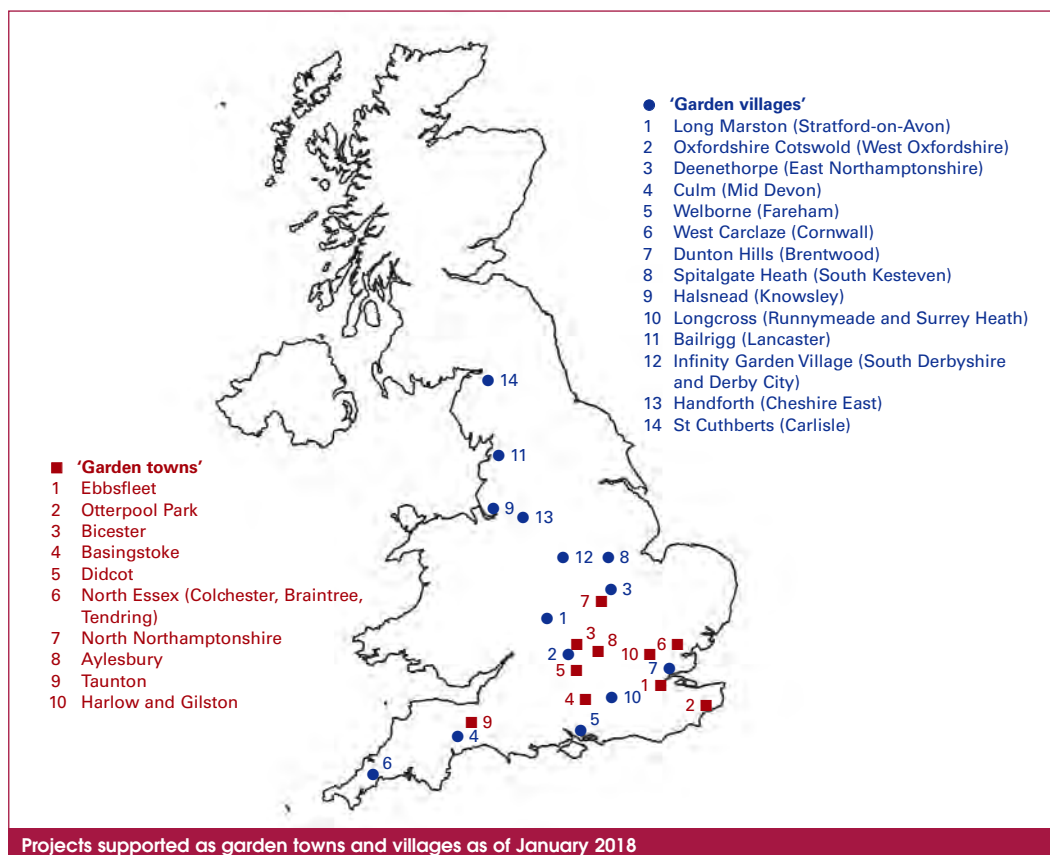 'Garden villages'
1 Long Marston (Stratford-on-Avon)
2 Oxfordshire Cotswold (West Oxfordshire)
3 Deenethorpe (East Northamptonshire)
4 Culm (Mid Devon)
5 Welborne (Fareham)
6 West Carclaze (Cornwall)
7 Dunton Hills (Brentwood)
8 Spitalgate Heath (South Kesteven)
9 Halsnead (Knowsley)
10 Longcross (Runnymeade and Surrey Heath)
11 Bailrigg (Lancaster)
12 Infinity Garden Village (South Derbyshire
and Derby City)
13 Handforth (Cheshire East)
14 St Cuthberts (Carlisle)
'Garden towns'
1 Ebbsfleet
2 Otterpool Park
3 Bicester
4 Basingstoke
5 Didcot
6 North Essex (Colchester, Braintree,
Tendring)
7 North Northamptonshire
8 Aylesbury
9 Taunton
10 Harlow and Gilston
14
11
9
13
12
8
3
7
1
3
8
6
2
10
7
5
1
4
10
2
9
5
4
6
Projects supported as garden towns and villages as of January 2018